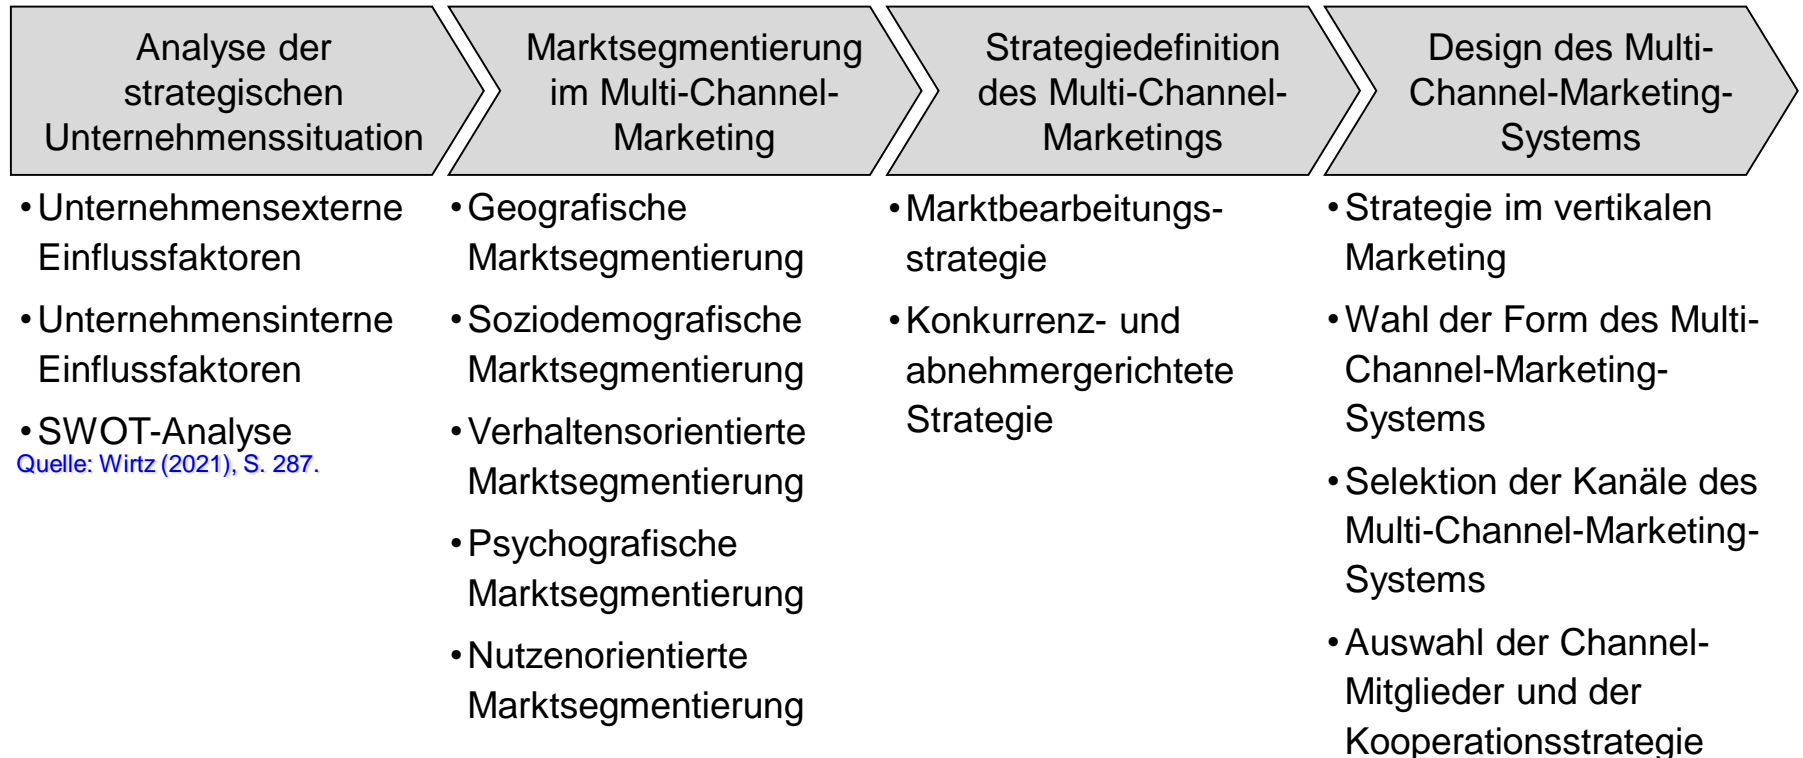 Analyse der
strategischen
Unternehmenssituation
Marktsegmentierung
im Multi-Channel-
Marketing
Strategiedefinition
des Multi-Channel-
Marketings
Design des Multi-
Channel-Marketing-
Systems
•Unternehmensexterne
Einflussfaktoren
•Unternehmensinterne
Einflussfaktoren
•SWOT-Analyse
Quelle: Wirtz (2021), S. 287.
•Geografische
Marktsegmentierung
•Soziodemografische
Marktsegmentierung
•Verhaltensorientierte
Marktsegmentierung
•Psychografische
Marktsegmentierung
•Nutzenorientierte
Marktsegmentierung
•Marktbearbeitungs-
strategie
•Konkurrenz- und
abnehmergerichtete
Strategie
•Strategie im vertikalen
Marketing
•Wahl der Form des Multi-
Channel-Marketing-
Systems
•Selektion der Kanäle des
Multi-Channel-Marketing-
Systems
•Auswahl der Channel-
Mitglieder und der
Kooperationsstrategie